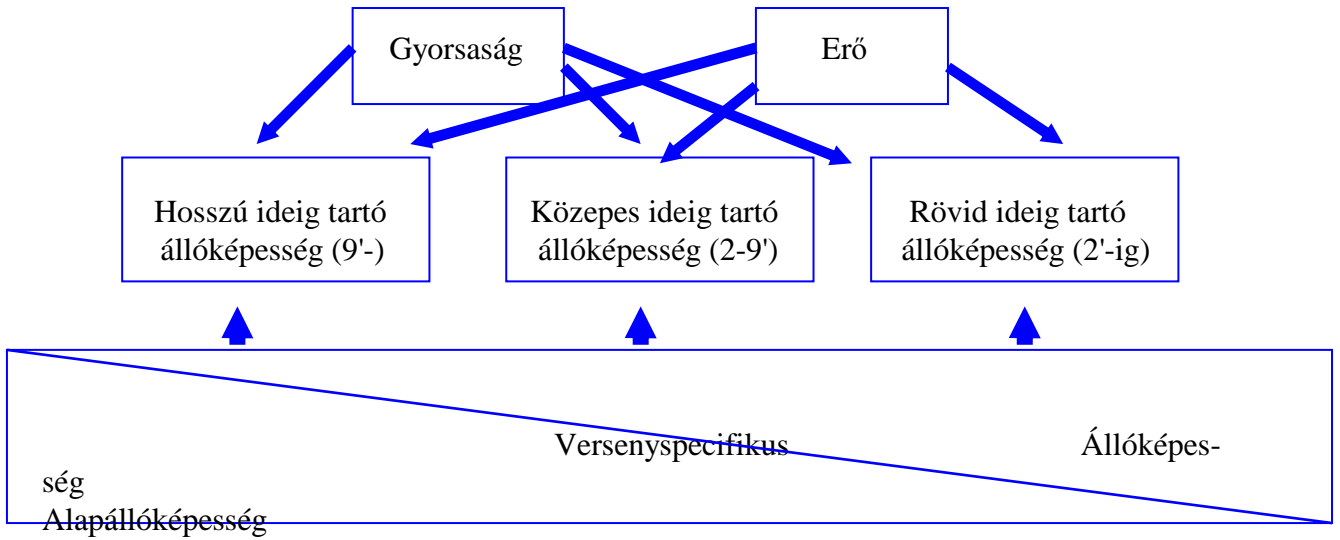 Gyorsaság
Erő
Hosszú ideig tartó
állóképesség (9'-)
Közepes ideig tartó
állóképesség (2-9')
Rövid ideig tartó
állóképesség (2'-ig)
Versenyspecifikus Állóképes-
ség
Alapállóképesség